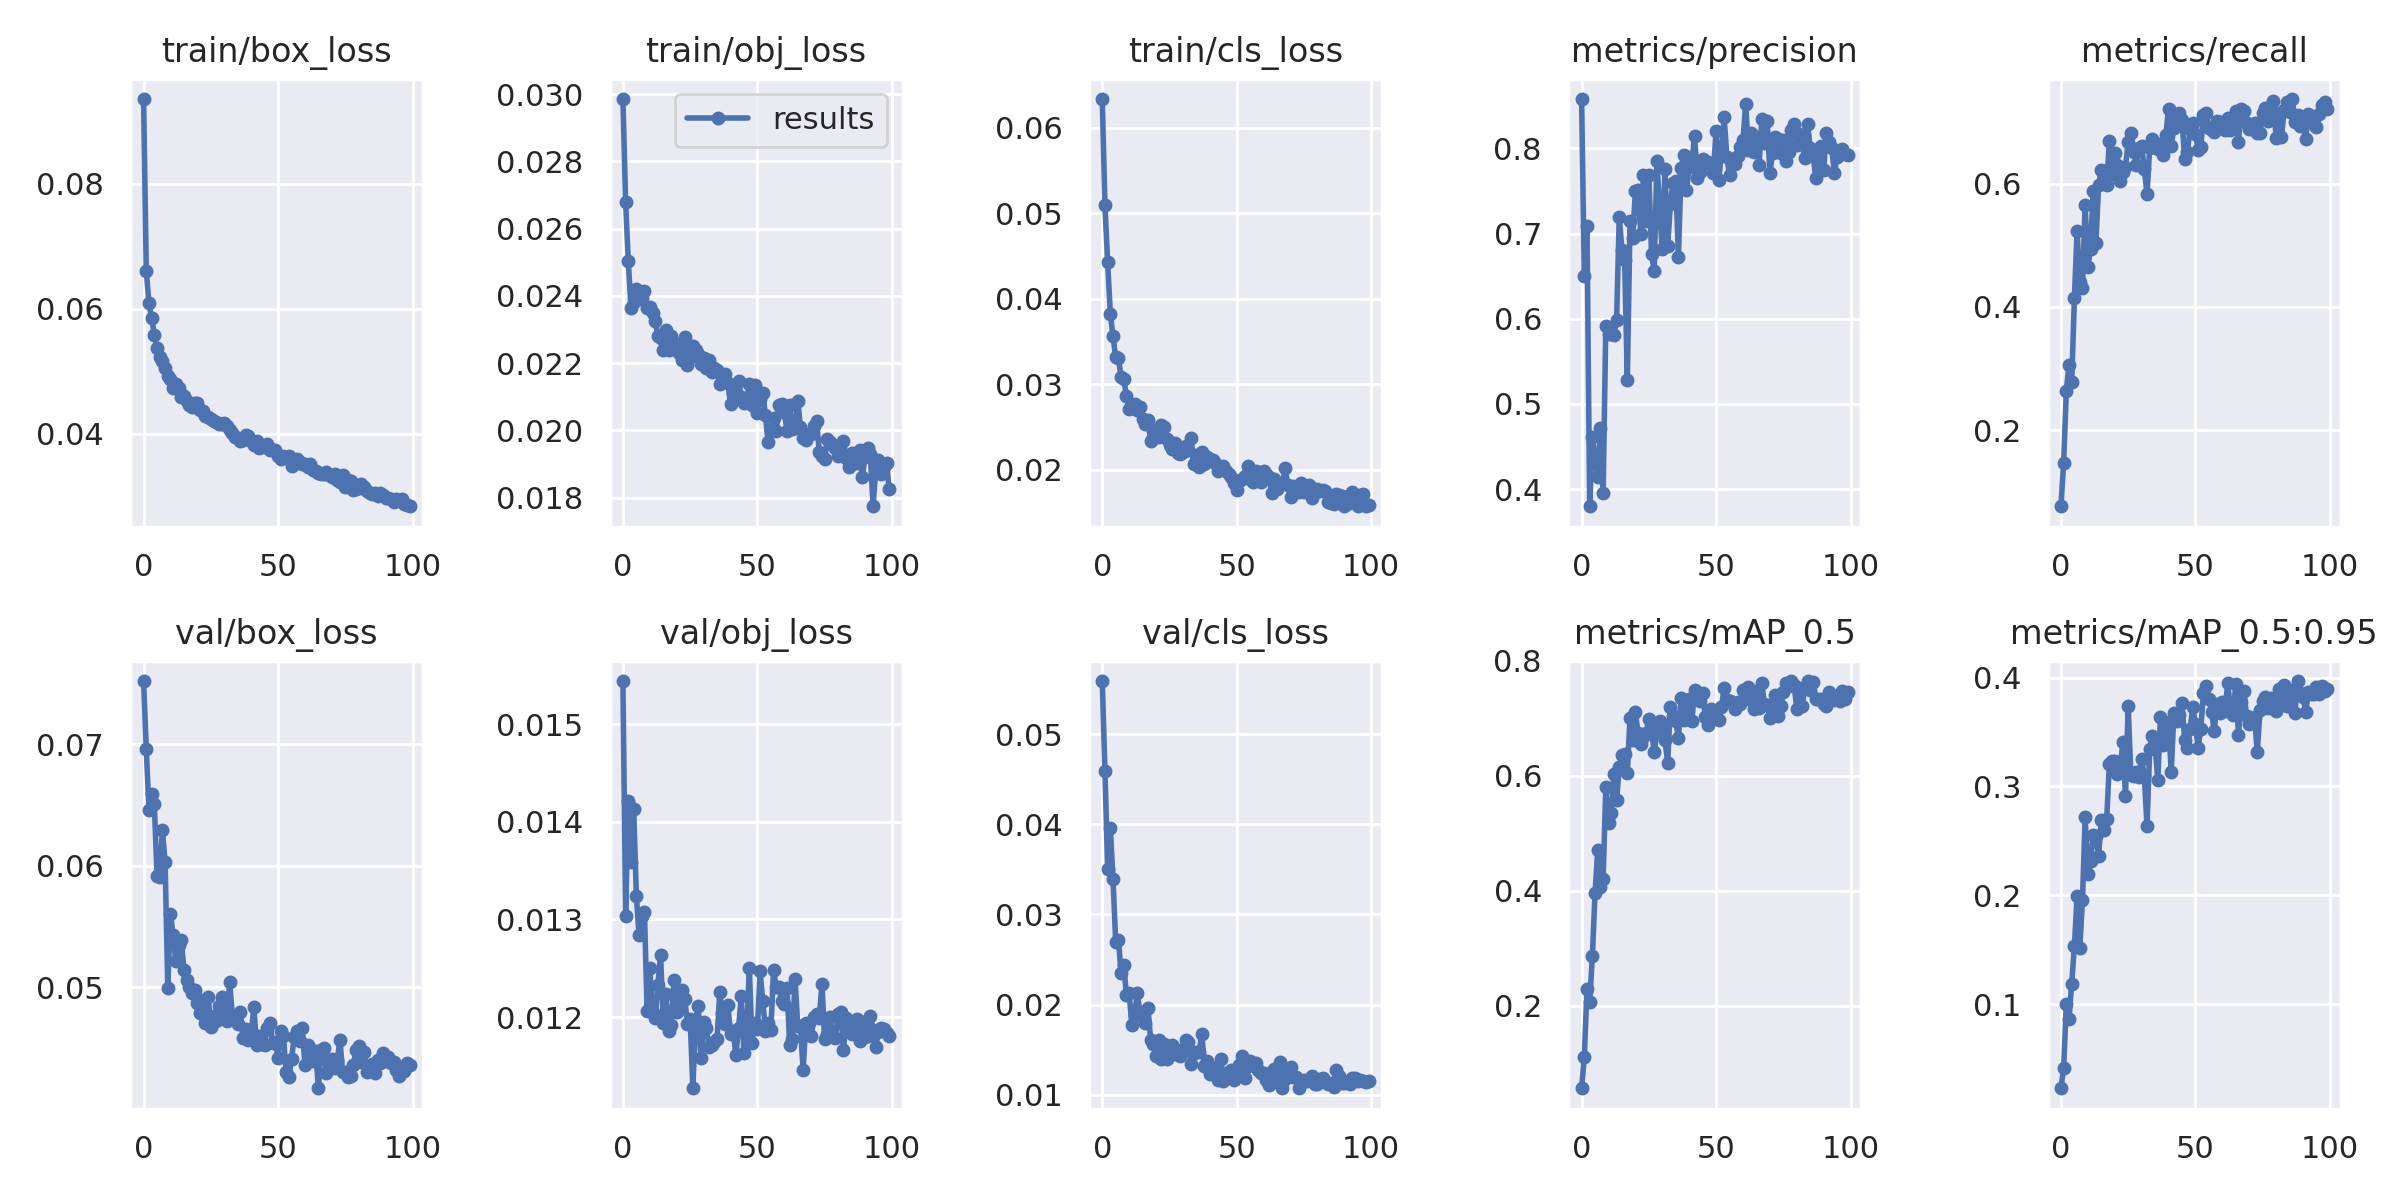 train/box_loss
0.08
0.06
0.04
0 50 100
train/obj_loss
results
0.030
0.028
0.026
0.024
0.022
0.020
0.018
0 50 100
train/cls_loss
0.06
0.05
0.04
0.03
0.02
0 50 100
metrics/precision
0.8
0.7
0.6
0.5
0.4
0 50 100
metrics/recall
0.6
0.4
0.2
0 50 100
val/box_loss
0.07
0.06
0.05
0 50 100
val/obj_loss
0.015
0.014
0.013
0.012
0 50 100
val/cls_loss
0.05
0.04
0.03
0.02
0.01
0 50 100
metrics/mAP_0.5
0.8
0.6
0.4
0.2
0 50 100
metrics/mAP_0.5:0.95
0.4
0.3
0.2
0.1
0 50 100